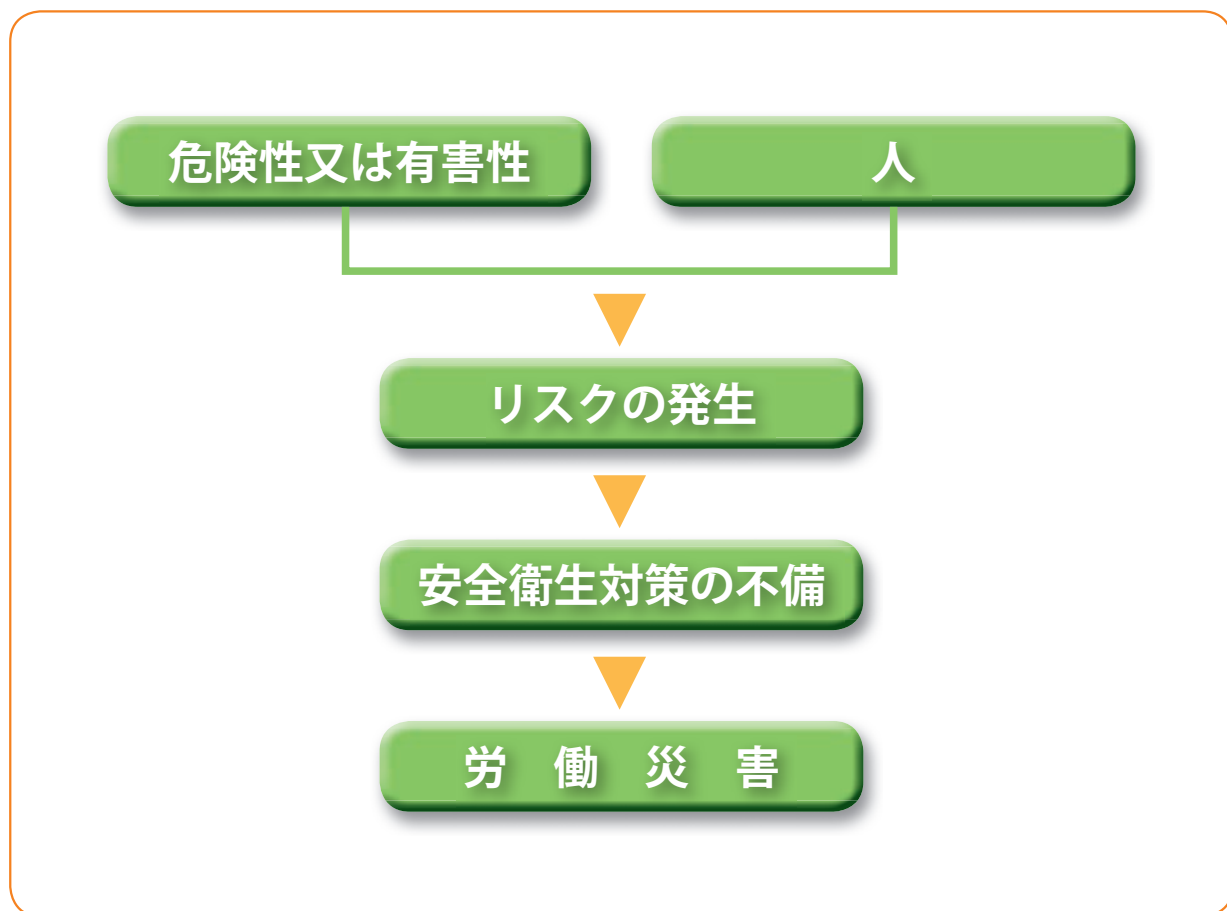 危険性又は有害性
人
リスクの発生
安全衛生対策の不備
労　働　災　害